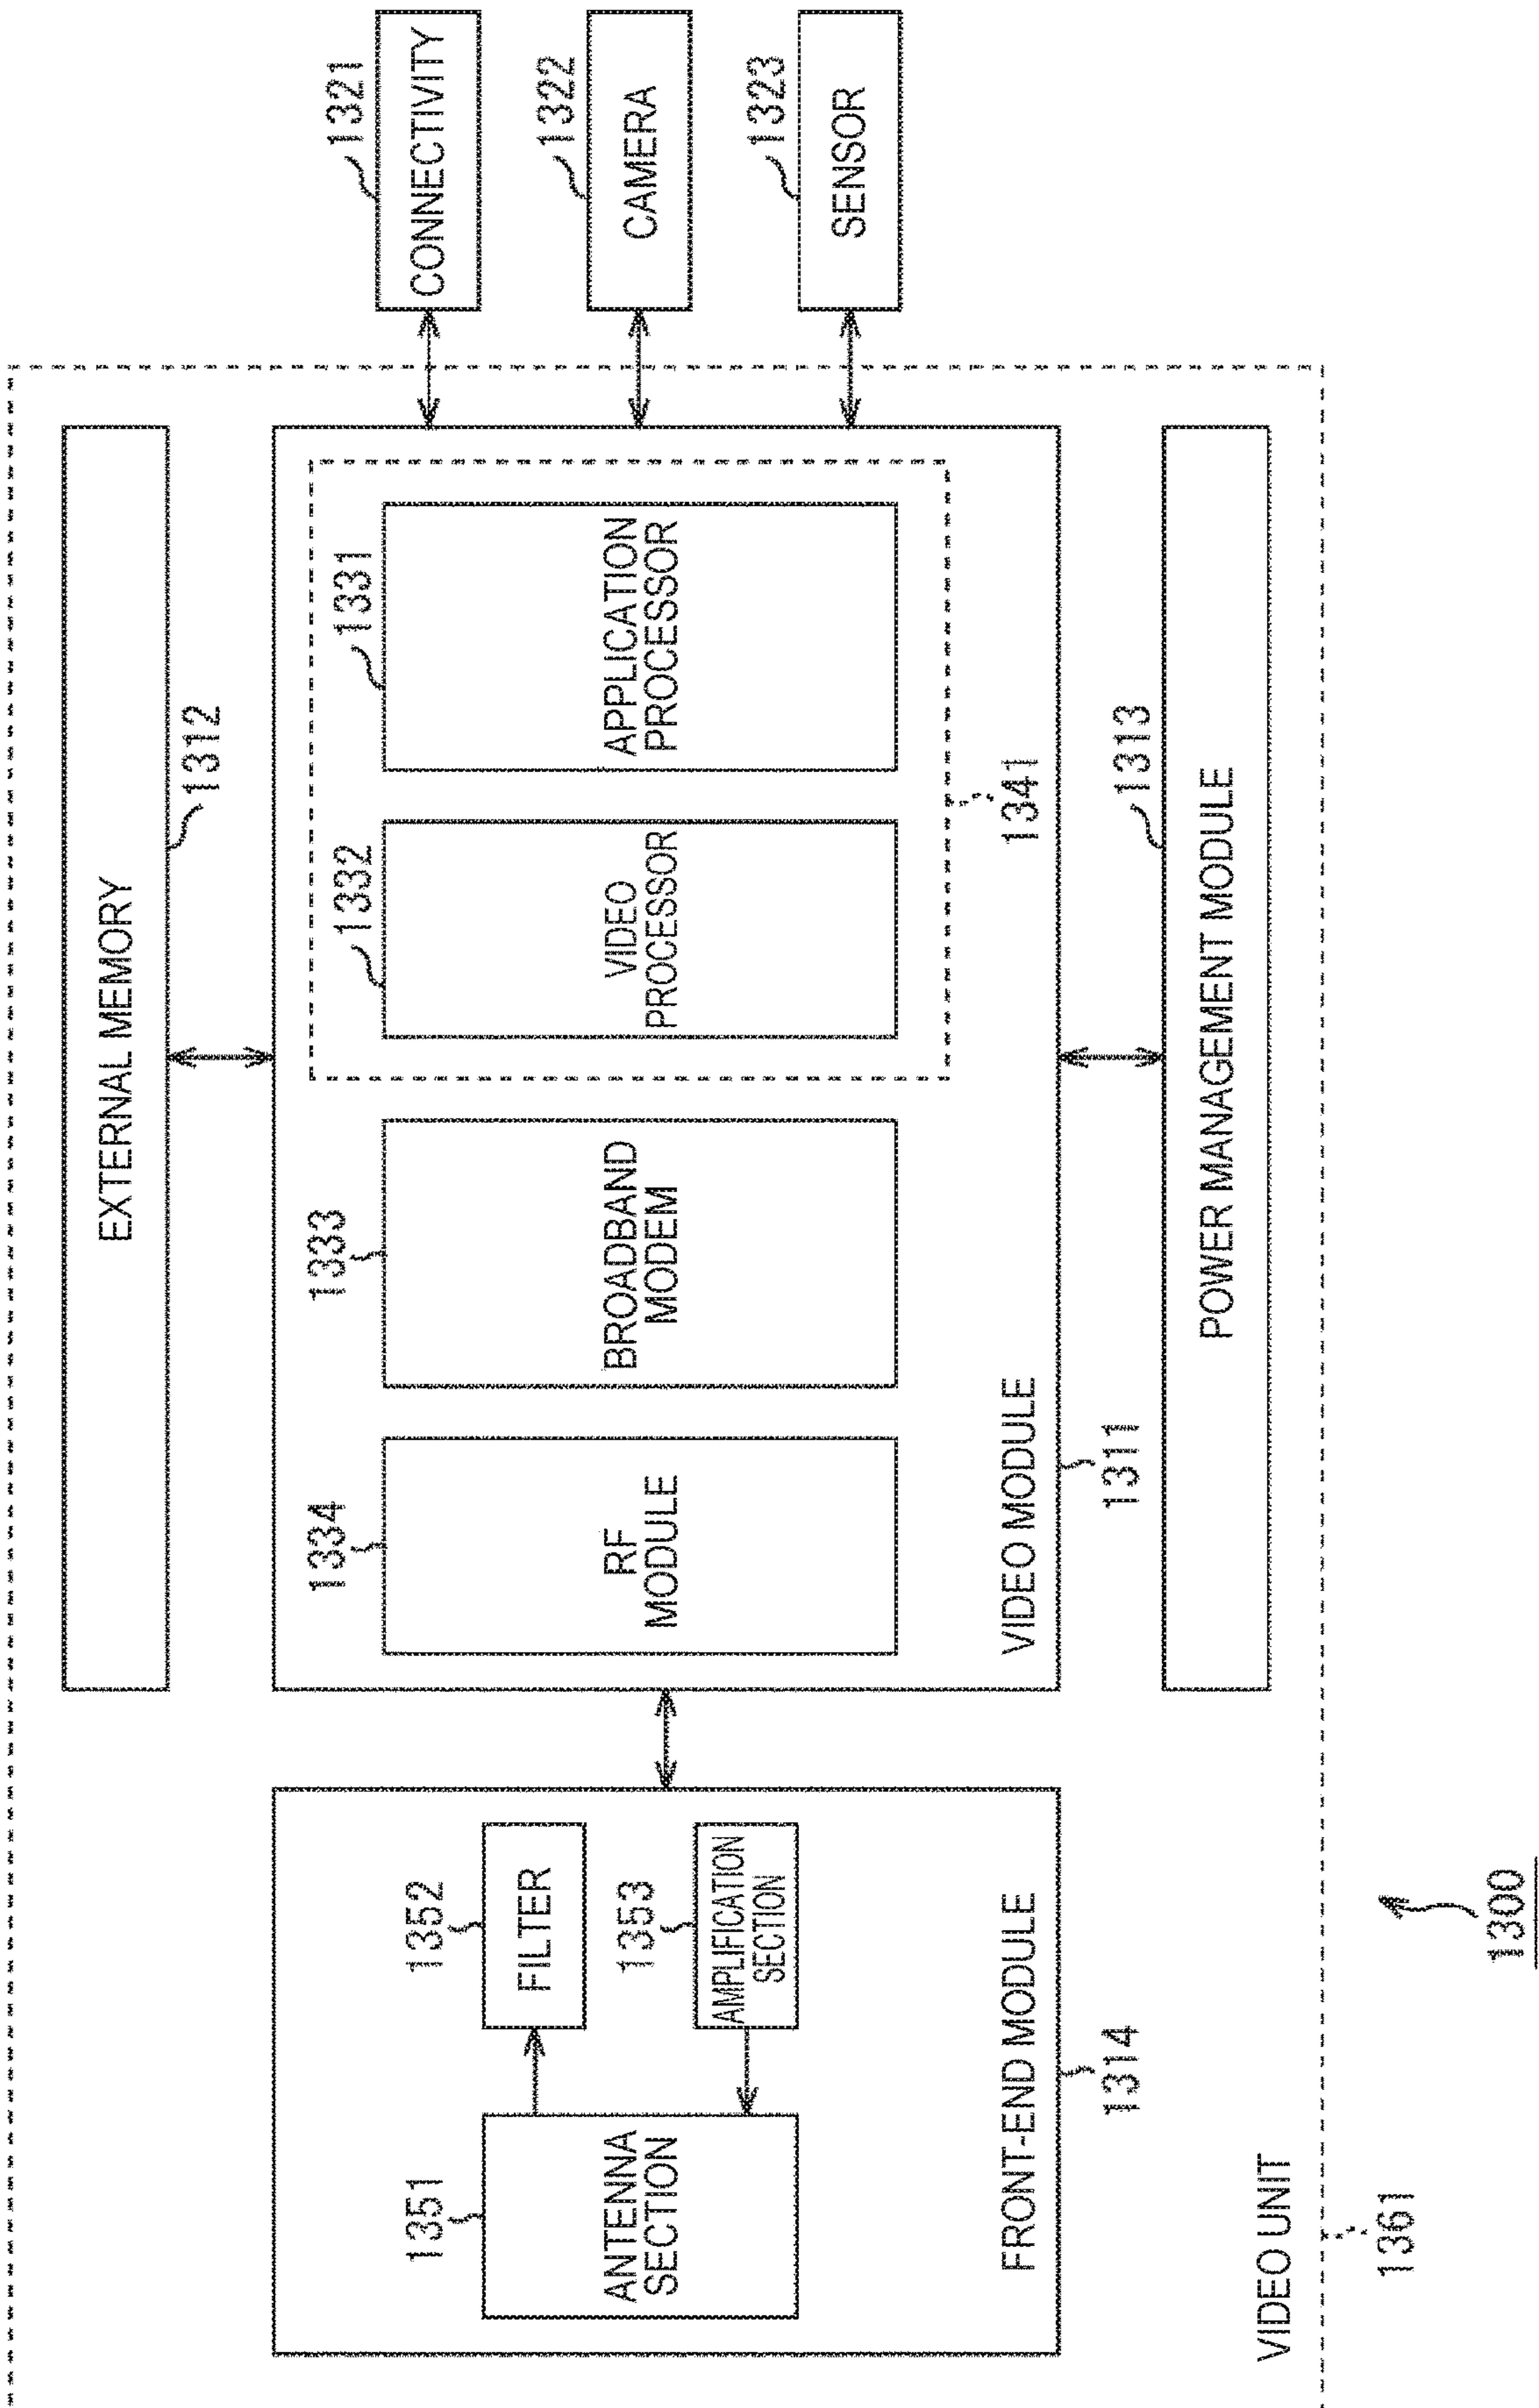 1300
VIDEO UNIT
1361
EXTERNAL MEMORY
1312
FRONT-END MODULE
1314
1351
ANTENNA
SECTION
1352
FILTER
1353
AMPLIFICATION
SECTION
VIDEO MODULE
1311
1334
RF
MODULE
1333
BROADBAND
MODEM
1332
VIDEO
PROCESSOR
1331
APPLICATION
PROCESSOR
1341
1313
POWER MANAGEMENT MODULE
1321
CONNECTIVITY
1322
CAMERA
1323
SENSOR